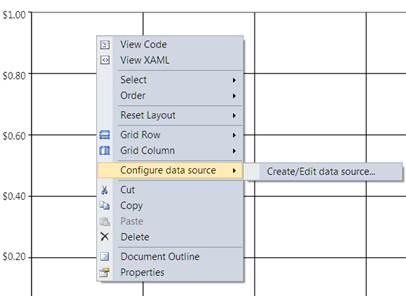 $1.00
View Code
View XAML
$0.80
Select
Order
Reset Layout
$0.60
Grid Row
Grid Column
Configure data source
Create/Edit data source...
Cut
$0.40
Copy
Paste
Delete
$0.20
Document Outline
Properties